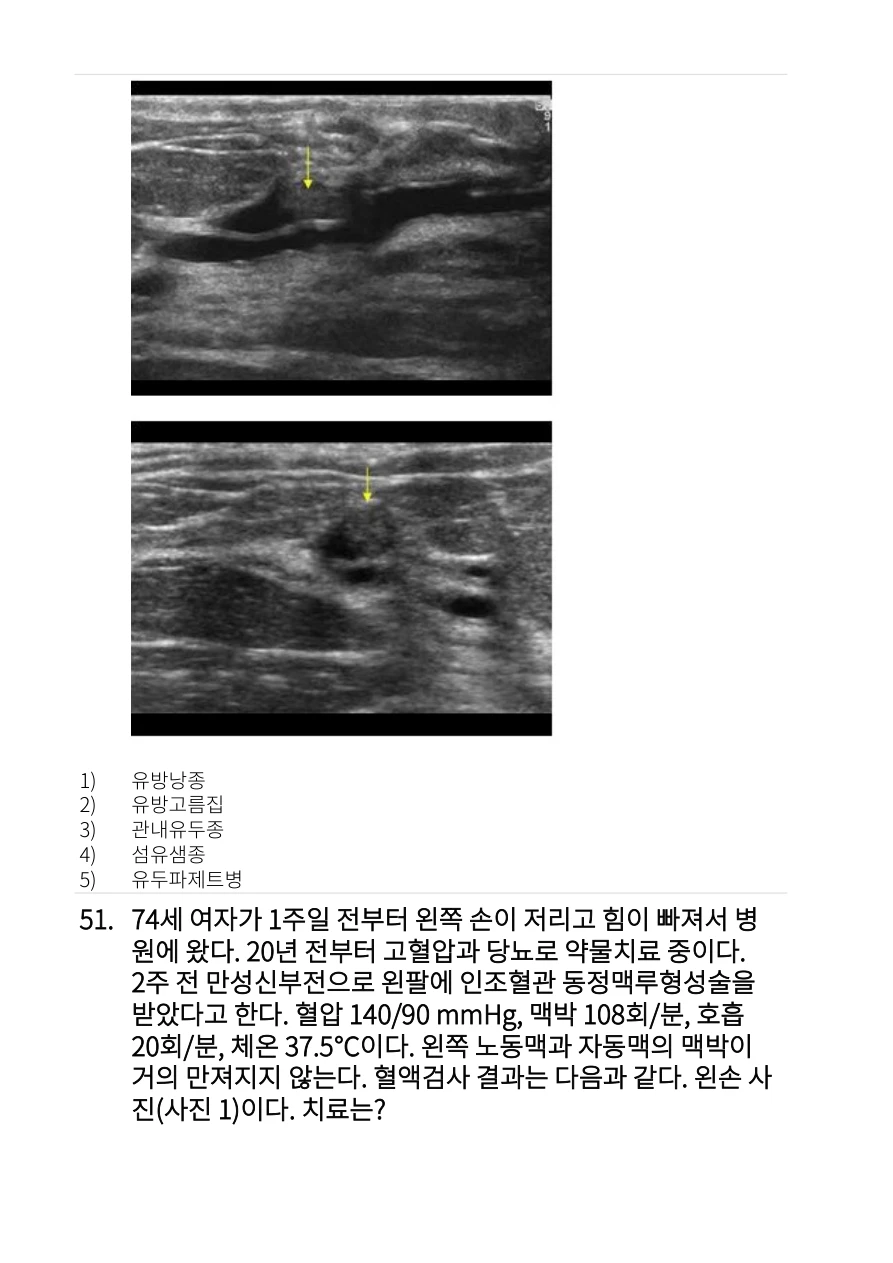 1) 유방낭종
2) 유방고름집
3) 관내유두종
4) 섬유샘종
5) 유두파제트병
51. 74세 여자가 1주일 전부터 왼쪽 손이 저리고 힘이 빠져서 병
원에 왔다. 20년 전부터 고혈압과 당뇨로 약물치료 중이다.
2주 전 만성신부전으로 왼팔에 인조혈관 동정맥루형성술을
받았다고 한다. 혈압 140/90 mmHg, 맥박 108회/분, 호흡
20회/분, 체온 37.5℃이다. 왼쪽 노동맥과 자동맥의 맥박이
거의 만져지지 않는다. 혈액검사 결과는 다음과 같다. 왼손 사
진(사진 1)이다. 치료는?